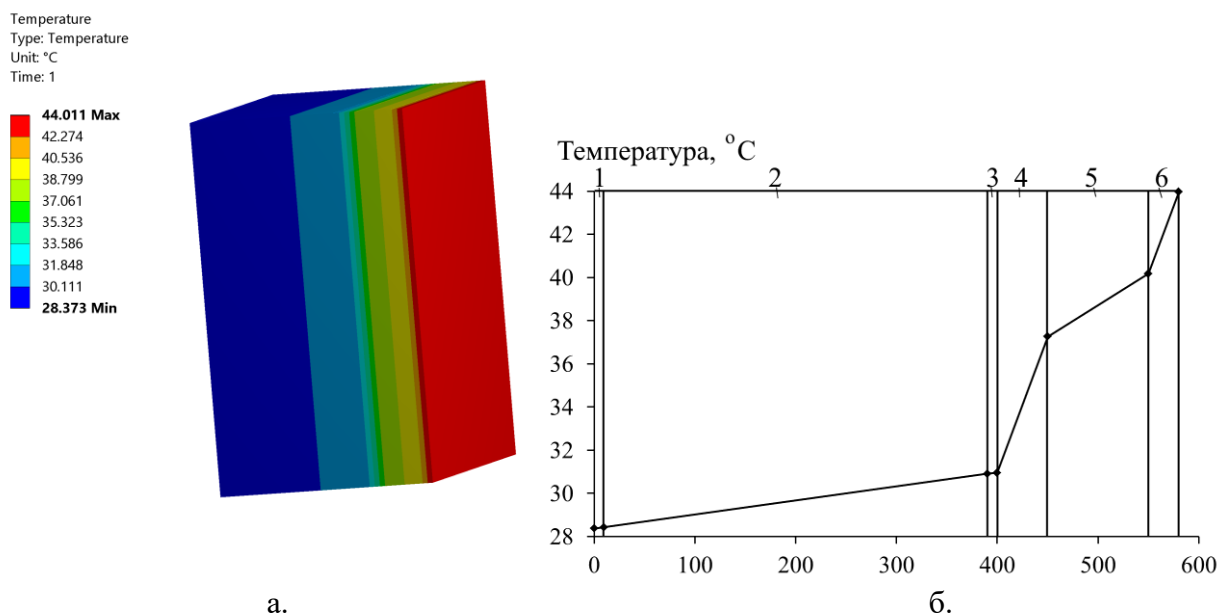 Temperature
Type: Temperature
Unit: °C
Time: 1
44.011 Max
42.274
40.536
38.799
37.061
35.323
33.586
31.848
30.111
28.373 Min
Температура, °C
1 2 3 4 5 6
44
42
40
38
36
34
32
30
28
0 100 200 300 400 500 600
а. б.